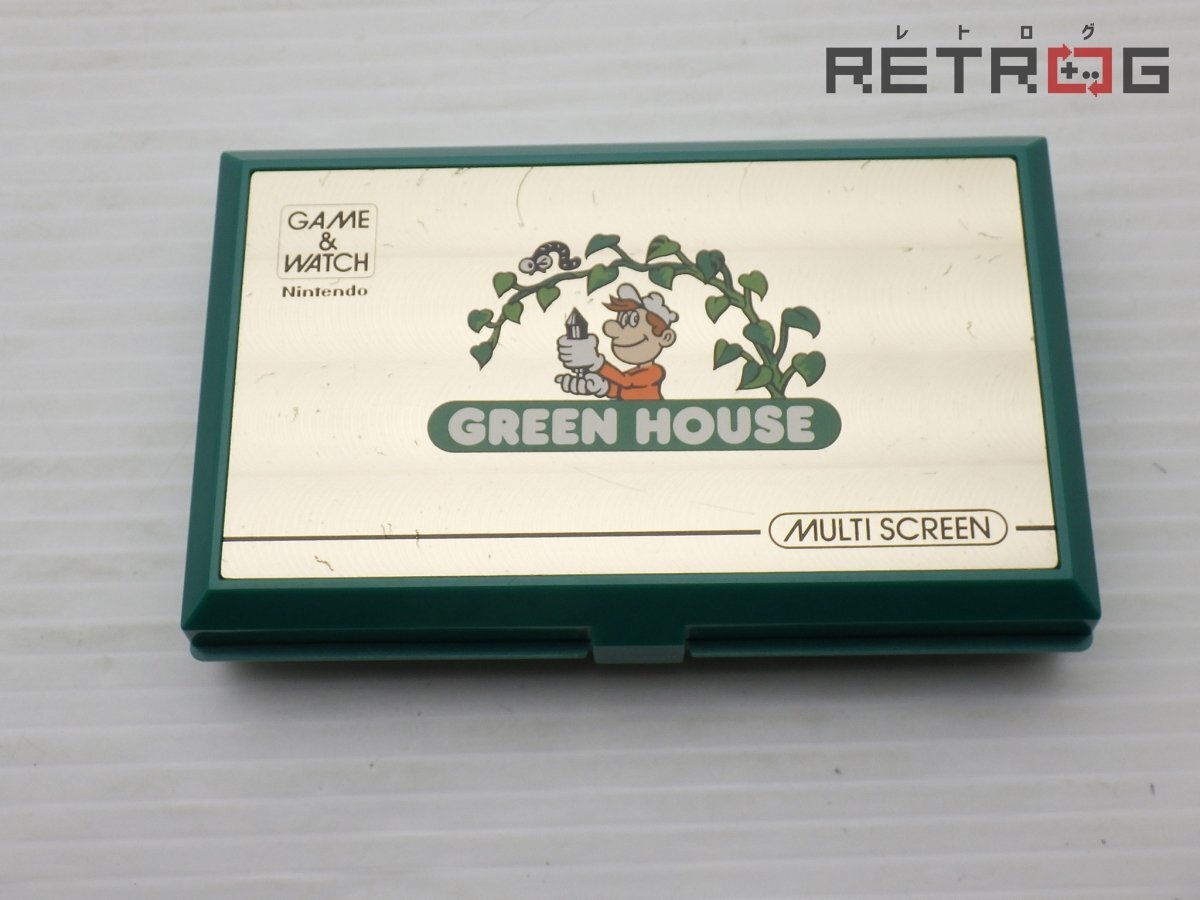 レトログ
RETROG
GAME
&
WATCH
Nintendo
GREEN HOUSE
MULTI SCREEN